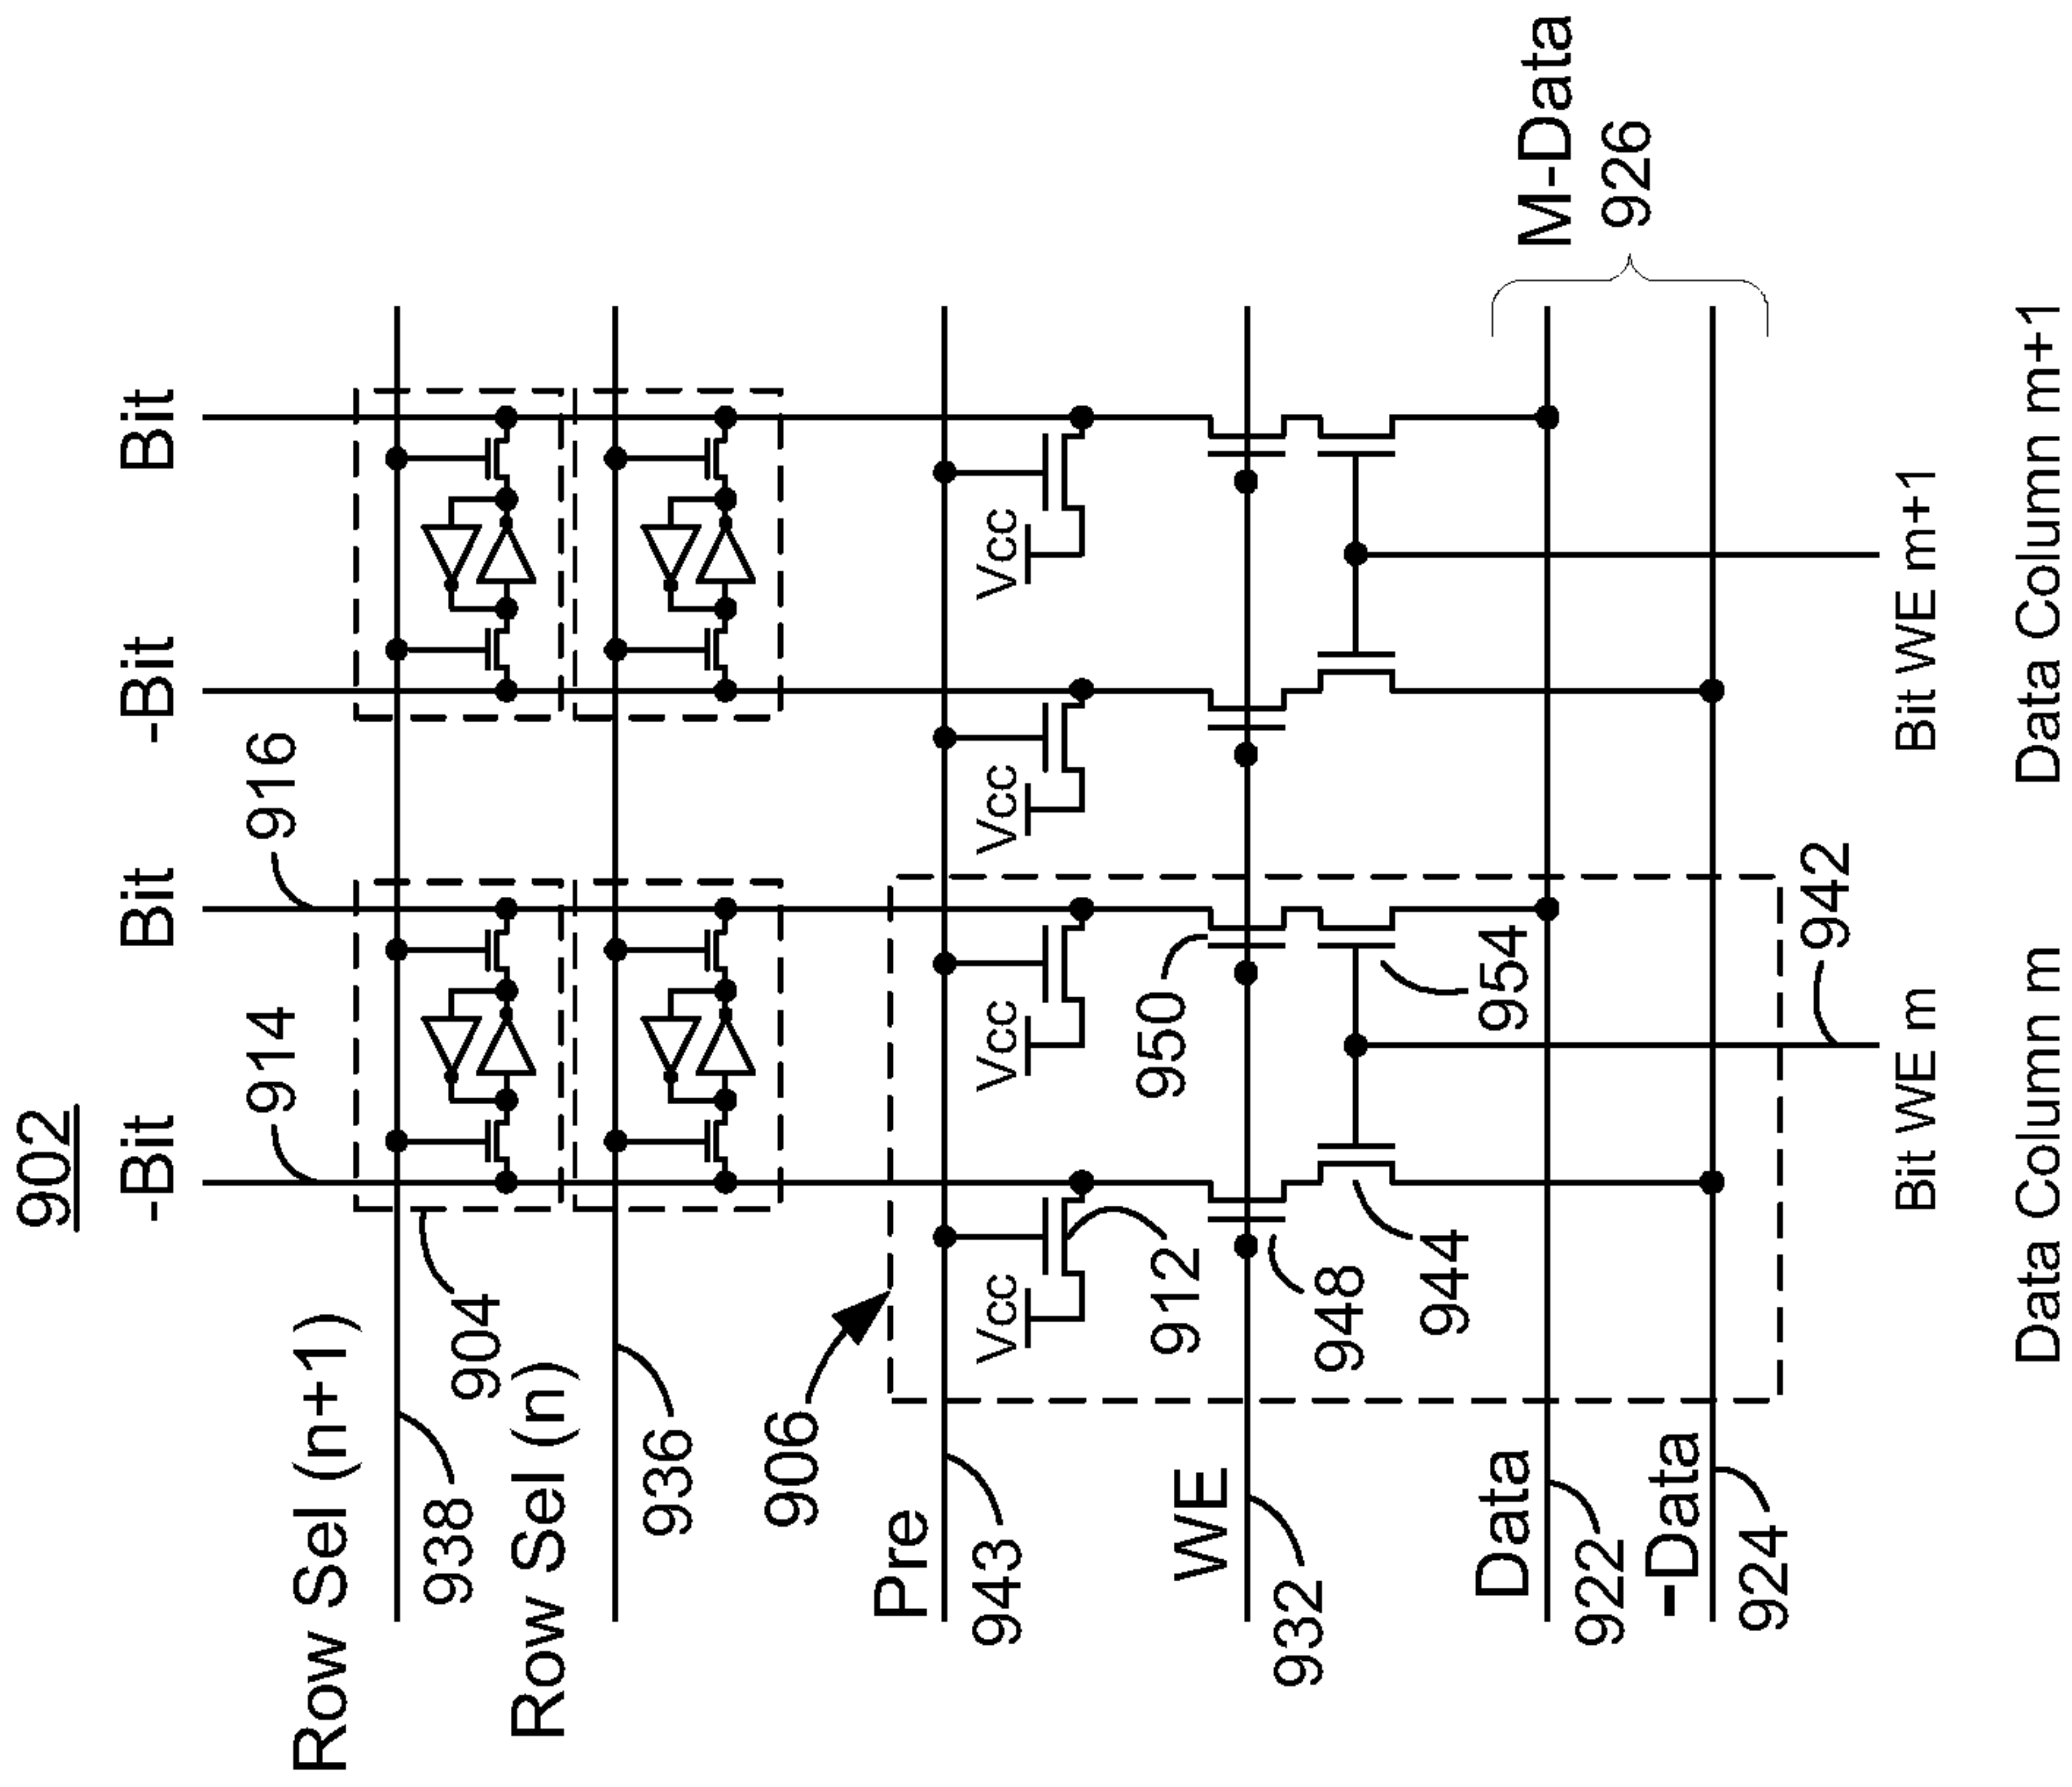 902
-Bit
Bit
-Bit
Bit
914
916
Row Sel (n+1)
938
904
Row Sel (n)
936
906
Pre
943
Vcc
Vcc
Vcc
Vcc
912
950
WE
932
948
944
954
Data
922
-Data
924
M-Data
926
942
Bit WE m
Bit WE m+1
Data Column m
Data Column m+1